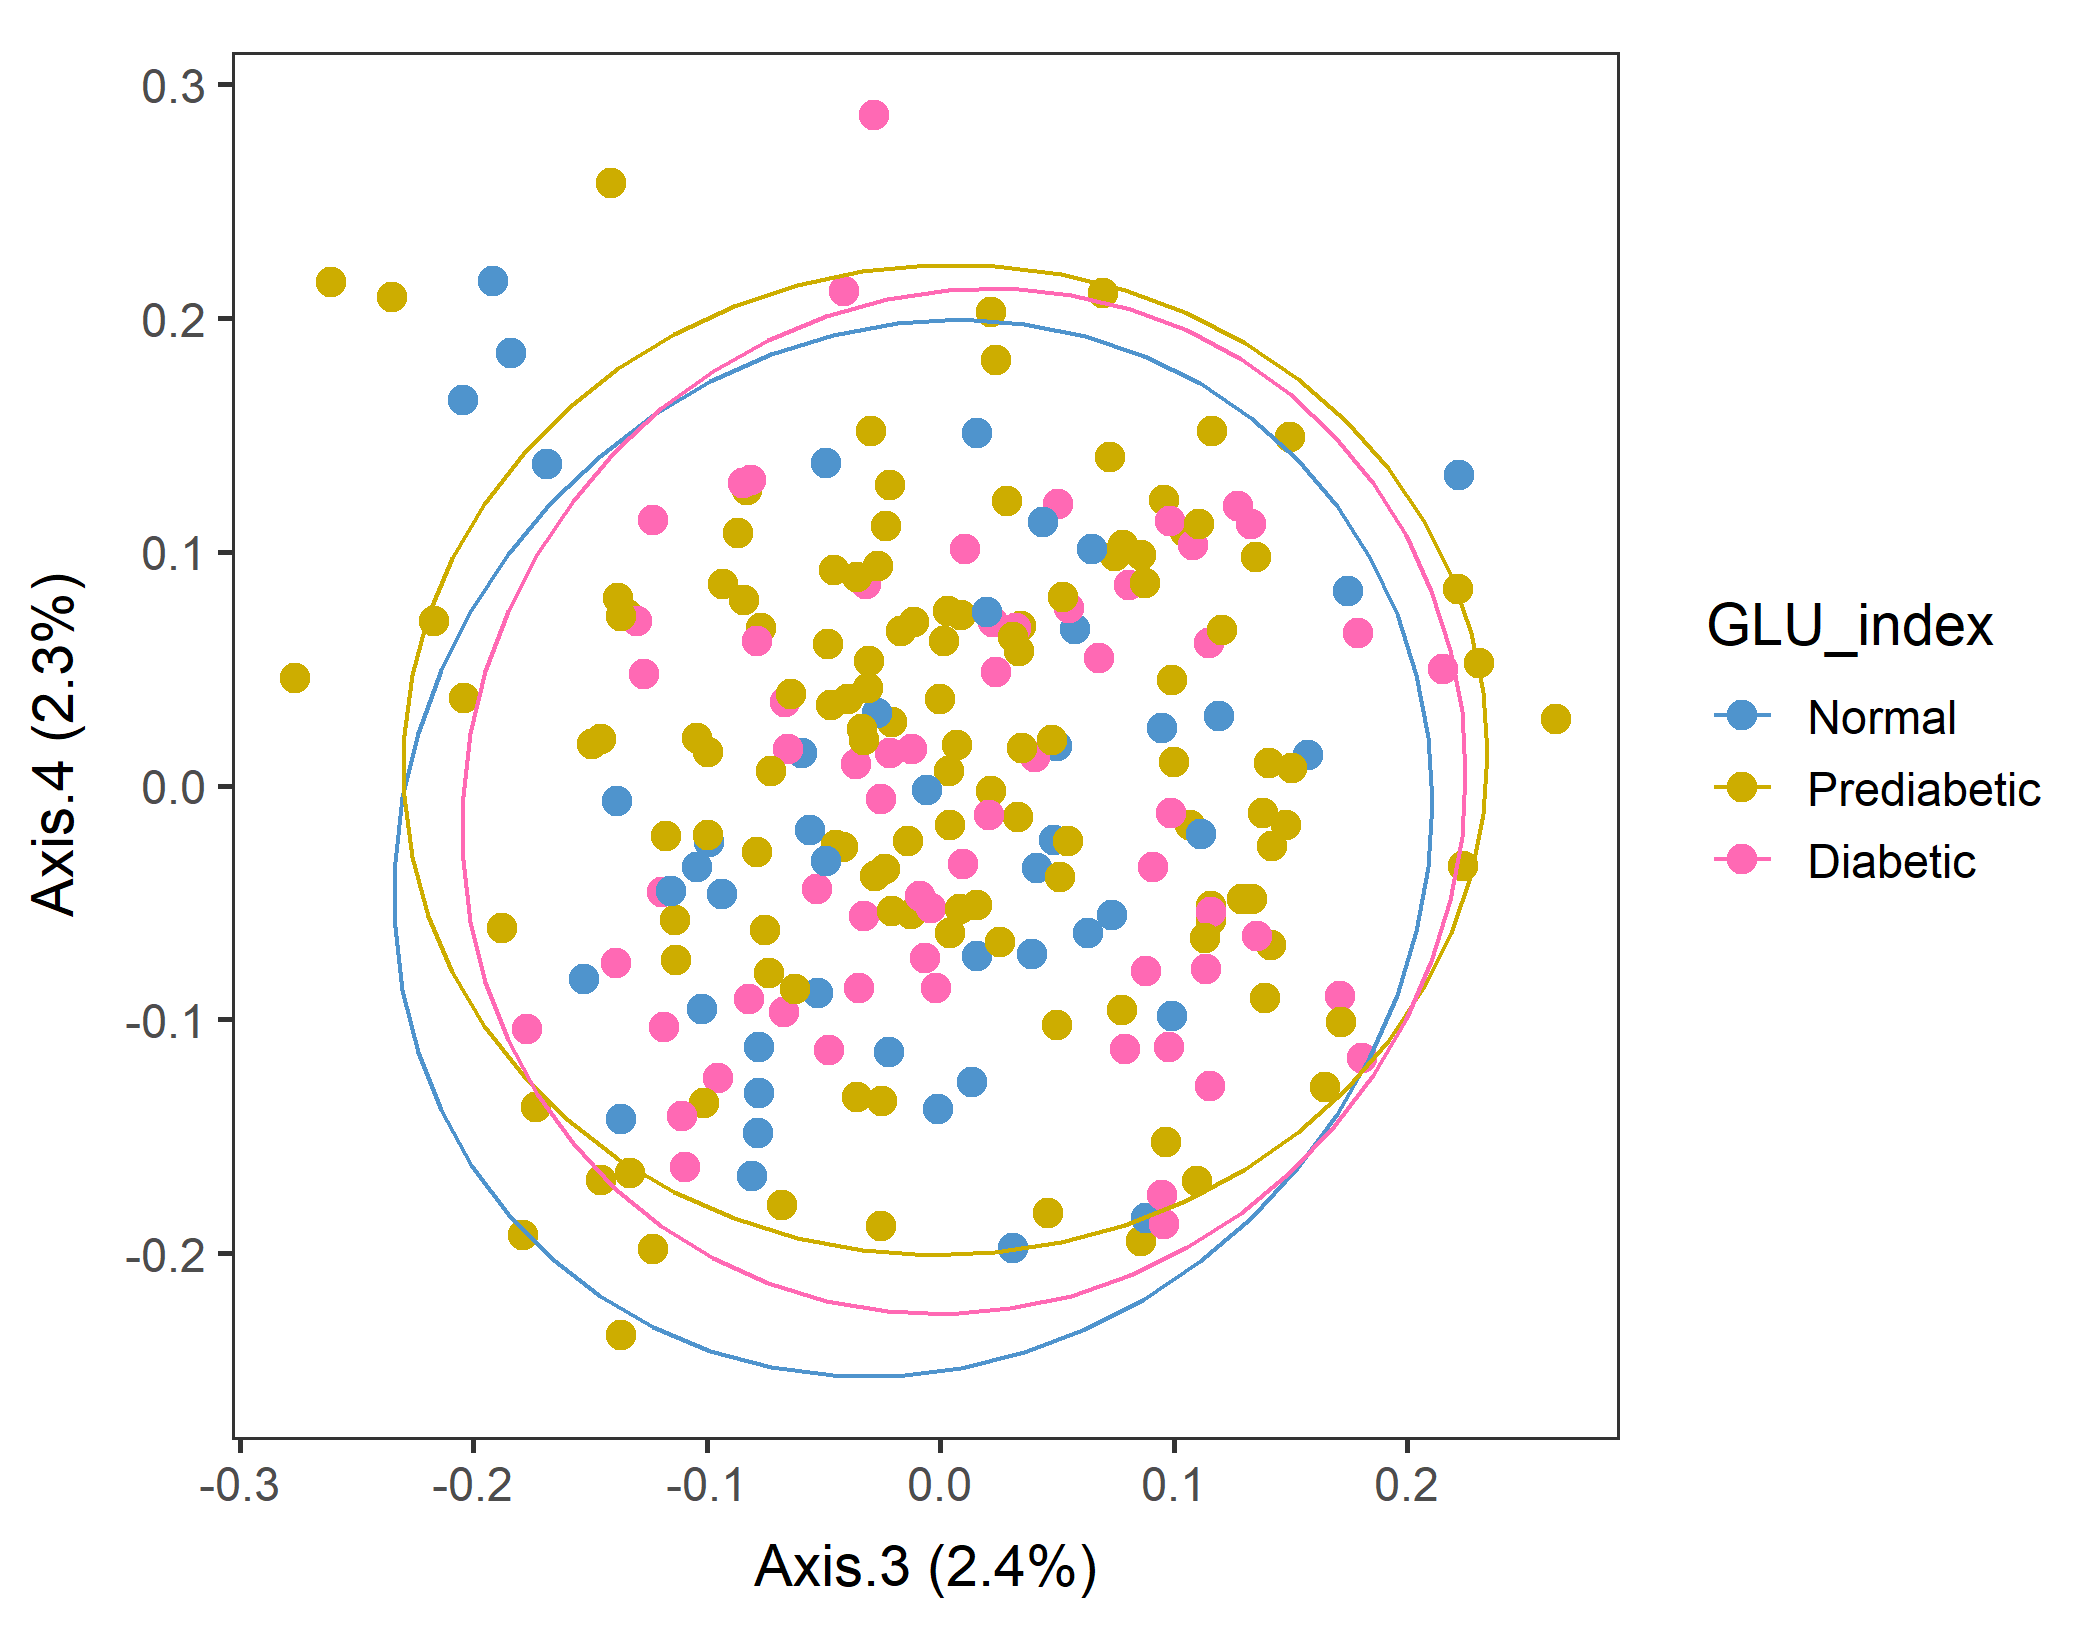 0.3
0.2
0.1
0.0
-0.1
-0.2
Axis.4 (2.3%)
-0.3 -0.2 -0.1 0.0 0.1 0.2
Axis.3 (2.4%)
GLU_index
Normal
Prediabetic
Diabetic